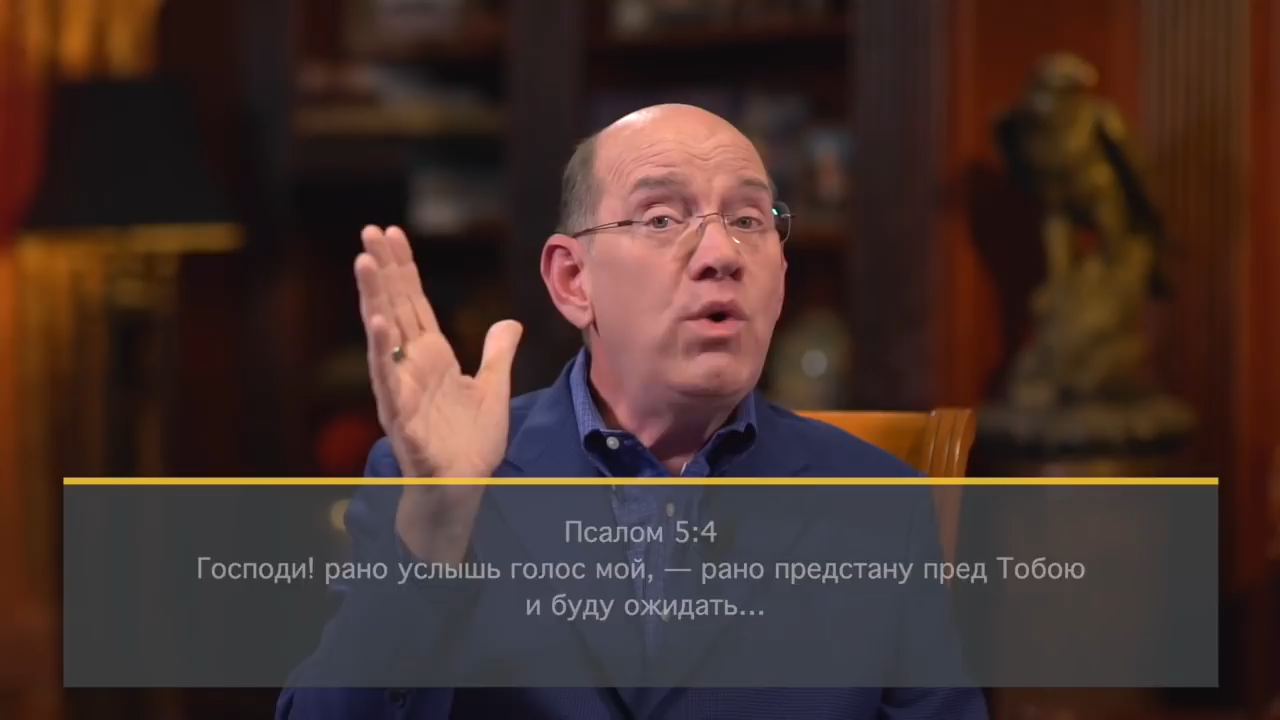 Псалом 5:4
Господи! рано услышь голос мой, — рано предстану пред Тобою
и буду ожидать...